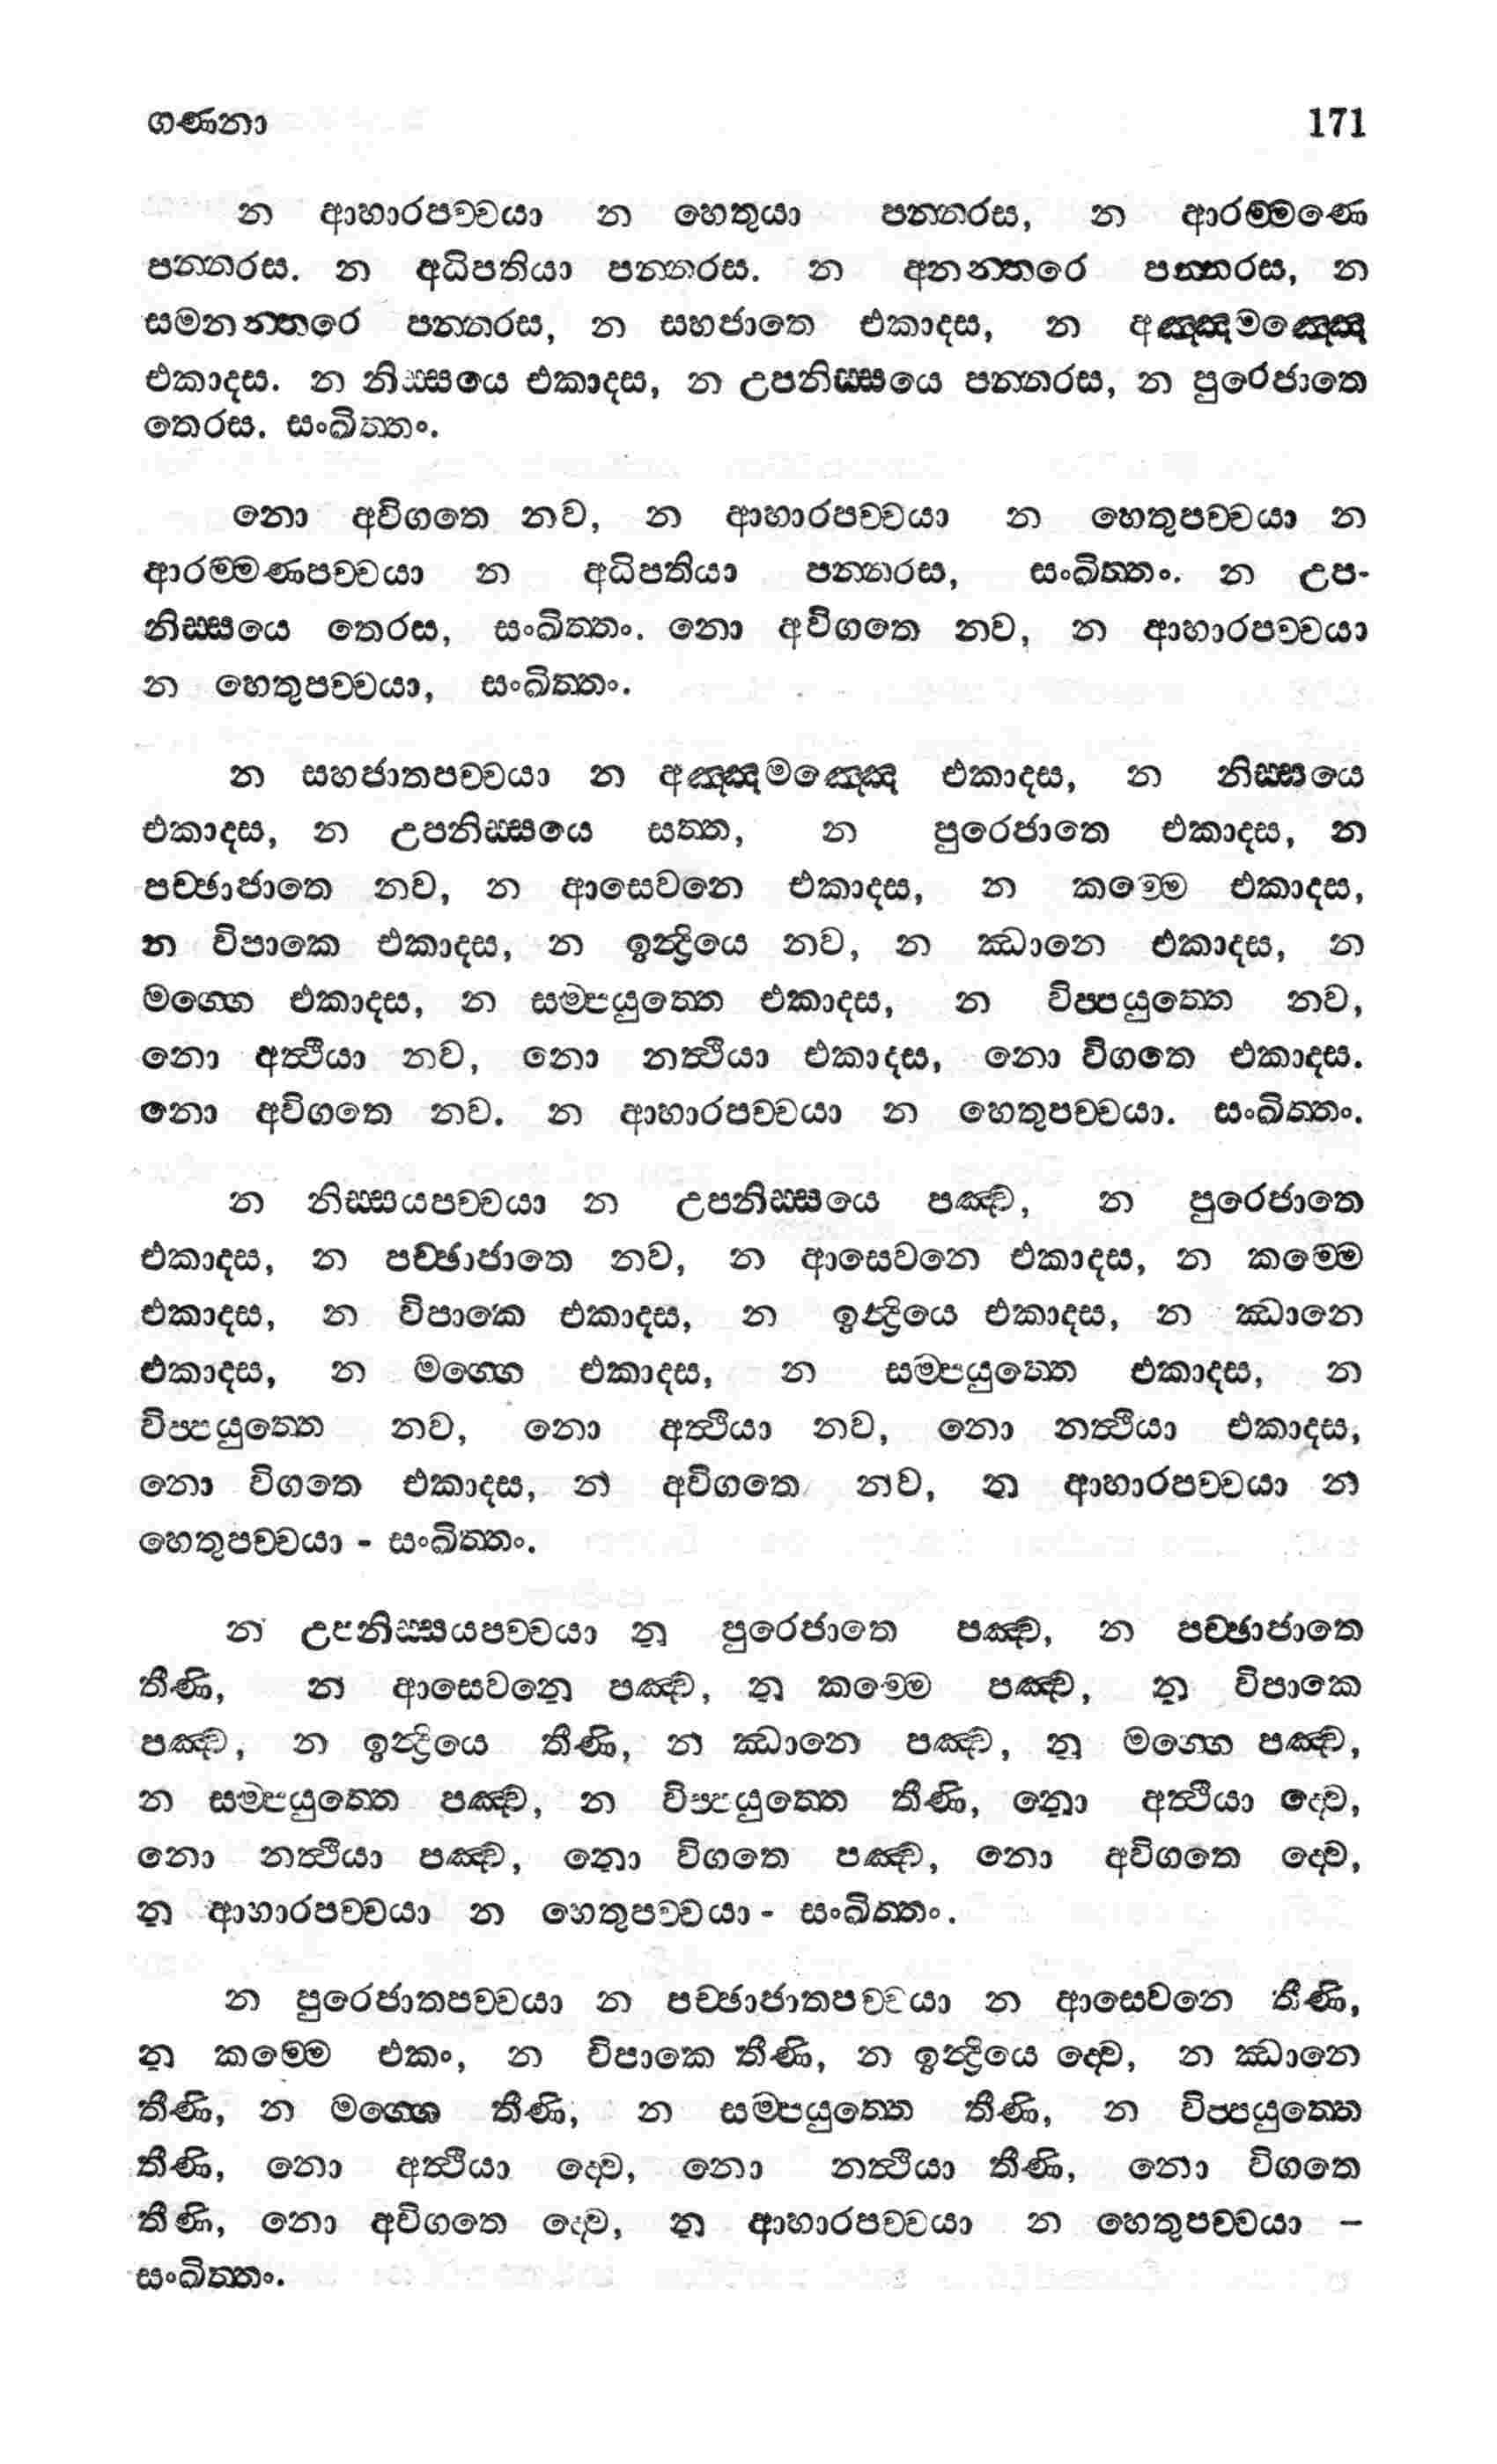 ගණනා 171
න ආහාරපච්චයා න හෙතුයා පන්නරස, න ආරම්මණෙ
පන්නරස. න අධිපතියා පන්නරස. න අනන්තරෙ පන්නරස, න
සමනන්තරෙ පන්නරස, න සහජාතෙ එකාදස, න අඤ්ඤමඤ්ඤෙ
එකාදස. න නිස්සයෙ එකාදස, න උපනිස්සයෙ පන්නරස, න පුරෙජාතෙ
තෙරස. සංඛිත්තං.
නො අවිගතෙ නව, න ආහාරපච්චයා න හෙතුපච්චයා න
ආරම්මණපච්චයා න අධිපතියා පන්නරස, සංඛිත්තං. න උප-
නිස්සයෙ තෙරස, සංඛිත්තං. නො අවිගතෙ නව, න ආහාරපච්චයා
න හෙතුපච්චයා, සංඛිත්තං.
න සහජාතපච්චයා න අඤ්ඤමඤ්ඤෙ එකාදස, න නිස්සයෙ
එකාදස, න උපනිස්සයෙ සත්ත, න පුරෙජාතෙ එකාදස, න
පච්ඡාජාතෙ නව, න ආසෙවනෙ එකාදස, න කම්මෙ එකාදස,
න විපාකෙ එකාදස, න ඉන්ද්‍රියෙ නව, න ඣානෙ එකාදස, න
මග්ගෙ එකාදස, න සම්පයුත්තෙ එකාදස, න විප්පයුත්තෙ නව,
නො අත්ථියා නව, නො නත්ථියා එකාදස, නො විගතෙ එකාදස.
නො අවිගතෙ නව. න ආහාරපච්චයා න හෙතුපච්චයා. සංඛිත්තං.
න නිස්සයපච්චයා න උපනිස්සයෙ පඤ්ච, න පුරෙජාතෙ
එකාදස, න පච්ඡාජාතෙ නව, න ආසෙවනෙ එකාදස, න කම්මෙ
එකාදස, න විපාකෙ එකාදස, න ඉන්ද්‍රියෙ එකාදස, න ඣානෙ
එකාදස, න මග්ගෙ එකාදස, න සම්පයුත්තෙ එකාදස, න
විප්පයුත්තෙ නව, නො අත්ථියා නව, නො නත්ථියා එකාදස,
නො විගතෙ එකාදස, න අවිගතෙ නව, න ආහාරපච්චයා න
හෙතුපච්චයා - සංඛිත්තං.
න උපනිස්සයපච්චයා න පුරෙජාතෙ පඤ්ච, න පච්ඡාජාතෙ
තීණි, න ආසෙවනෙ පඤ්ච, න කම්මෙ පඤ්ච, න විපාකෙ
පඤ්ච, න ඉන්ද්‍රියෙ තීණි, න ඣානෙ පඤ්ච, න මග්ගෙ පඤ්ච,
න සම්පයුත්තෙ පඤ්ච, න විප්පයුත්තෙ තීණි, නො අත්ථියා ද්වෙ,
නො නත්ථියා පඤ්ච, නො විගතෙ පඤ්ච, නො අවිගතෙ ද්වෙ,
න ආහාරපච්චයා න හෙතුපච්චයා - සංඛිත්තං.
න පුරෙජාතපච්චයා න පච්ඡාජාතපච්චයා න ආසෙවනෙ තීණි,
න කම්මෙ එකං, න විපාකෙ තීණි, න ඉන්ද්‍රියෙ ද්වෙ, න ඣානෙ
තීණි, න මග්ගෙ තීණි, න සම්පයුත්තෙ තීණි, න විප්පයුත්තෙ
තීණි, නො අත්ථියා ද්වෙ, නො නත්ථියා තීණි, නො විගතෙ
තීණි, නො අවිගතෙ ද්වෙ, න ආහාරපච්චයා න හෙතුපච්චයා –
සංඛිත්තං.